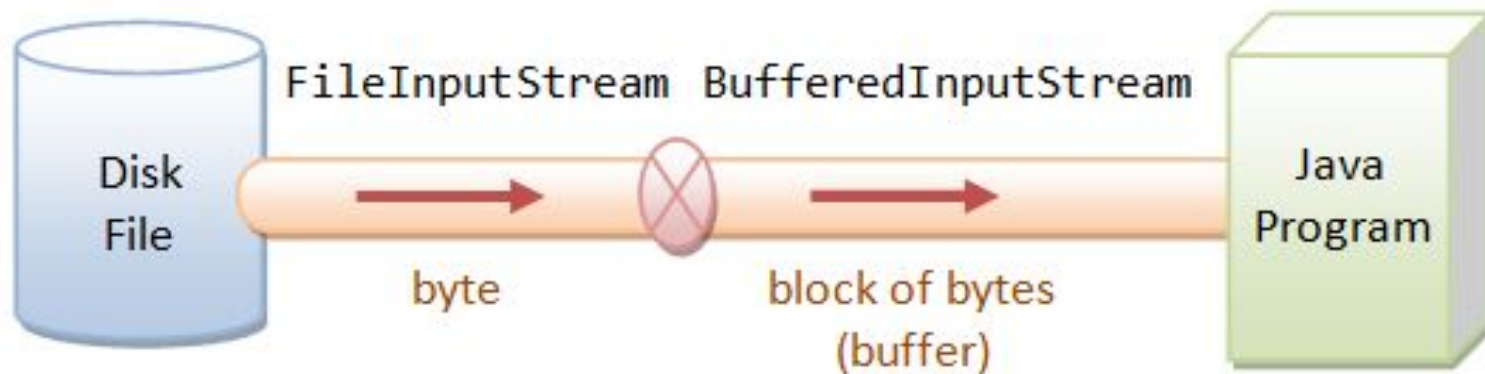 FileInputStream BufferedInputStream
Disk
File
Java
Program
byte
block of bytes
(buffer)